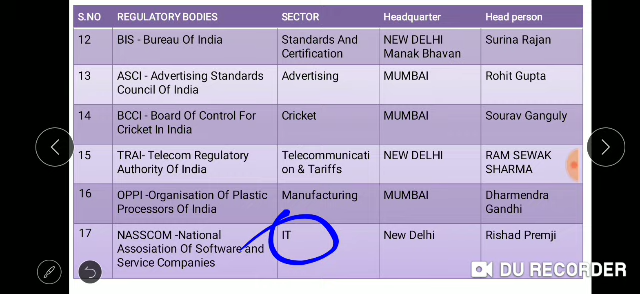 S.NO REGULATORY BODIES SECTOR Headquarter Head person
12 BIS - Bureau Of India Standards And Certification NEW DELHI Manak Bhavan Surina Rajan
13 ASCI - Advertising Standards Council Of India Advertising MUMBAI Rohit Gupta
14 BCCI - Board Of Control For Cricket In India Cricket MUMBAI Sourav Ganguly
15 TRAI- Telecom Regulatory Authority Of India Telecommunicati on & Tariffs NEW DELHI RAM SEWAK SHARMA
16 OPPI -Organisation Of Plastic Processors Of India Manufacturing MUMBAI Dharmendra Gandhi
17 NASSCOM -National Assosiation Of Software and Service Companies IT New Delhi Rishad Premji
DU RECORDER